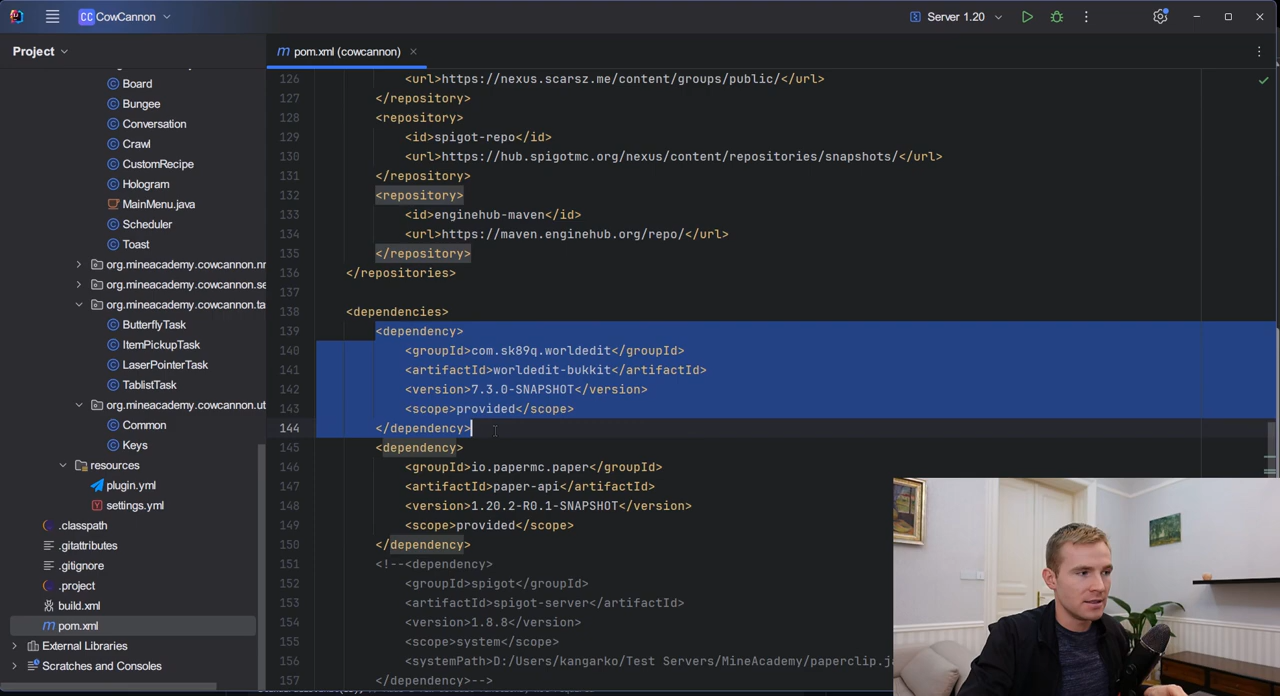 CC CowCannon
Server 1.20
Project
pom.xml (cowcannon)
Board
Bungee
Conversation
Crawl
CustomRecipe
Hologram
MainMenu.java
Scheduler
Toast
org.mineacademy.cowcannon.nr
org.mineacademy.cowcannon.se
org.mineacademy.cowcannon.ta
ButterflyTask
ItemPickupTask
LaserPointerTask
TablistTask
org.mineacademy.cowcannon.ut
Common
Keys
resources
plugin.yml
settings.yml
.classpath
.gitattributes
.gitignore
.project
build.xml
pom.xml
External Libraries
Scratches and Consoles
126 <url>https://nexus.scarsz.me/content/groups/public/</url>
127 </repository>
128 <repository>
129 <id>spigot-repo</id>
130 <url>https://hub.spigotmc.org/nexus/content/repositories/snapshots/</url>
131 </repository>
132 <repository>
133 <id>enginehub-maven</id>
134 <url>https://maven.enginehub.org/repo/</url>
135 </repository>
136 </repositories>
137
138 <dependencies>
139 <dependency>
140 <groupId>com.sk89q.worldedit</groupId>
141 <artifactId>worldedit-bukkit</artifactId>
142 <version>7.3.0-SNAPSHOT</version>
143 <scope>provided</scope>
144 </dependency>
145 <dependency>
146 <groupId>io.papermc.paper</groupId>
147 <artifactId>paper-api</artifactId>
148 <version>1.20.2-R0.1-SNAPSHOT</version>
149 <scope>provided</scope>
150 </dependency>
151 <!--<dependency>
152 <groupId>spigot</groupId>
153 <artifactId>spigot-server</artifactId>
154 <version>1.8.8</version>
155 <scope>system</scope>
156 <systemPath>D:/Users/kangarko/Test Servers/MineAcademy/paperclip.ja
157 </dependency>-->